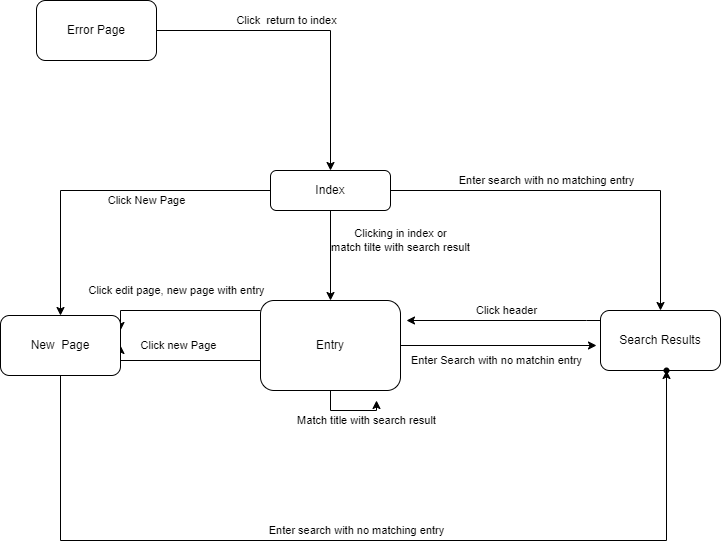 Click return to index
Error Page
Enter search with no matching entry
Index
Click New Page
Clicking in index or
match tilte with search result
Click edit page, new page with entry
Click header
Search Results
New Page
Click new Page
Entry
Enter Search with no matchin entry
Match title with search result
Enter search with no matching entry